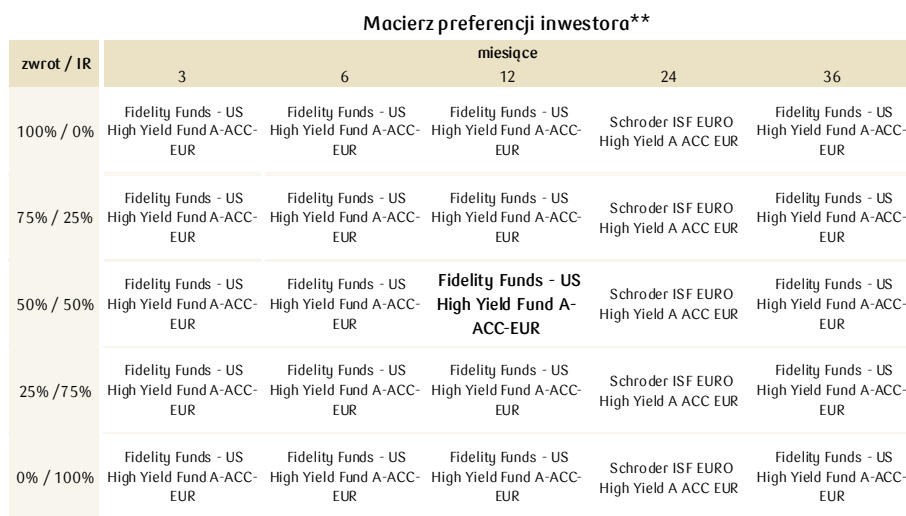 Macierz preferencji inwestora**
zwrot / IR
miesiące
3 6 12 24 36
100% / 0%
Fidelity Funds - US
High Yield Fund A-ACC-
EUR
Fidelity Funds - US
High Yield Fund A-ACC-
EUR
Fidelity Funds - US
High Yield Fund A-ACC-
EUR
Schroder ISF EURO
High Yield A ACC EUR
Fidelity Funds - US
High Yield Fund A-ACC-
EUR
75% / 25%
Fidelity Funds - US
High Yield Fund A-ACC-
EUR
Fidelity Funds - US
High Yield Fund A-ACC-
EUR
Fidelity Funds - US
High Yield Fund A-ACC-
EUR
Schroder ISF EURO
High Yield A ACC EUR
Fidelity Funds - US
High Yield Fund A-ACC-
EUR
50% / 50%
Fidelity Funds - US
High Yield Fund A-ACC-
EUR
Fidelity Funds - US
High Yield Fund A-ACC-
EUR
Fidelity Funds - US
High Yield Fund A-
ACC-EUR
Schroder ISF EURO
High Yield A ACC EUR
Fidelity Funds - US
High Yield Fund A-ACC-
EUR
25% /75%
Fidelity Funds - US
High Yield Fund A-ACC-
EUR
Fidelity Funds - US
High Yield Fund A-ACC-
EUR
Fidelity Funds - US
High Yield Fund A-ACC-
EUR
Schroder ISF EURO
High Yield A ACC EUR
Fidelity Funds - US
High Yield Fund A-ACC-
EUR
0% / 100%
Fidelity Funds - US
High Yield Fund A-ACC-
EUR
Fidelity Funds - US
High Yield Fund A-ACC-
EUR
Fidelity Funds - US
High Yield Fund A-ACC-
EUR
Schroder ISF EURO
High Yield A ACC EUR
Fidelity Funds - US
High Yield Fund A-ACC-
EUR